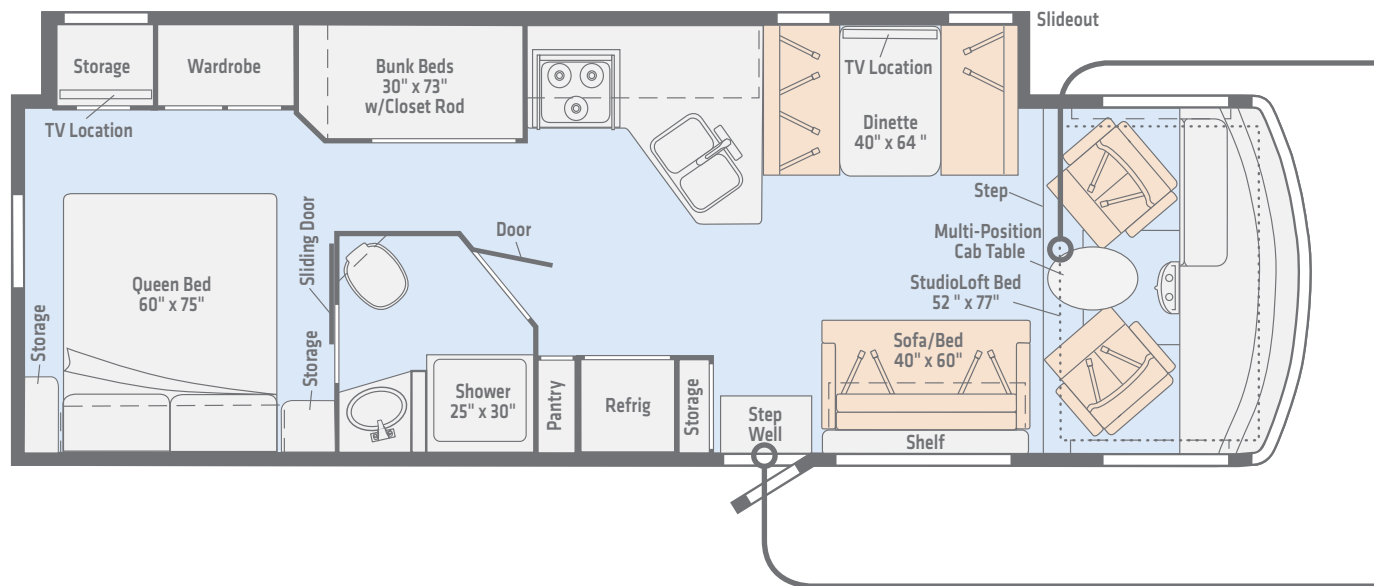 Slideout
Storage
Wardrobe
Bunk Beds
30" x 73"
w/Closet Rod
TV Location
TV Location
Dinette
40" x 64 "
Step
Multi-Position
Cab Table
StudioLoft Bed
52 " x 77"
Door
Sliding Door
Queen Bed
60" x 75"
Storage
Storage
Shower
25" x 30"
Pantry
Refrig
Storage
Step
Well
Sofa/Bed
40" x 60"
Shelf